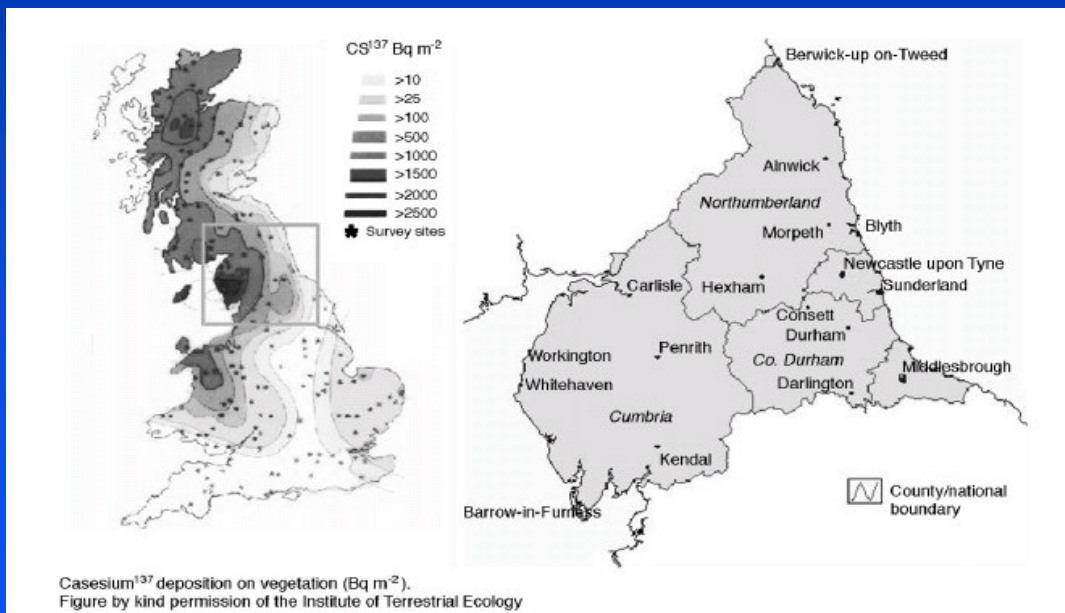 CS¹³⁷ Bq m⁻²
>10
>25
>100
>500
>1000
>1500
>2000
>2500
Survey sites
Berwick-up on-Tweed
Alnwick
Northumberland
Morpeth
Blyth
Newcastle upon Tyne
Carlisle
Hexham
Sunderland
Consett
Durham
Workington
Penrith
Co. Durham
Middlesbrough
Whitehaven
Darlington
Cumbria
Kendal
Barrow-in-Furness
County/national
boundary
Casesium¹³⁷ deposition on vegetation (Bq m⁻²).
Figure by kind permission of the Institute of Terrestrial Ecology